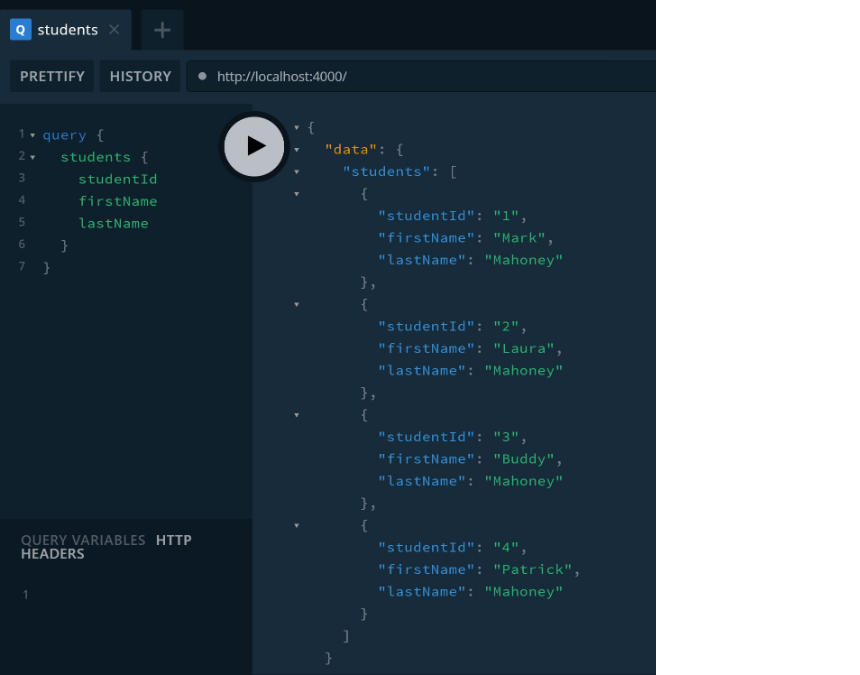 Q students × +
PRETTIFY HISTORY http://localhost:4000/
1 query {
2 students {
3 studentId
4 firstName
5 lastName
6 }
7 }
QUERY VARIABLES HTTP
HEADERS
1
{
"data": {
"students": [
{
"studentId": "1",
"firstName": "Mark",
"lastName": "Mahoney"
},
{
"studentId": "2",
"firstName": "Laura",
"lastName": "Mahoney"
},
{
"studentId": "3",
"firstName": "Buddy",
"lastName": "Mahoney"
},
{
"studentId": "4",
"firstName": "Patrick",
"lastName": "Mahoney"
}
]
}